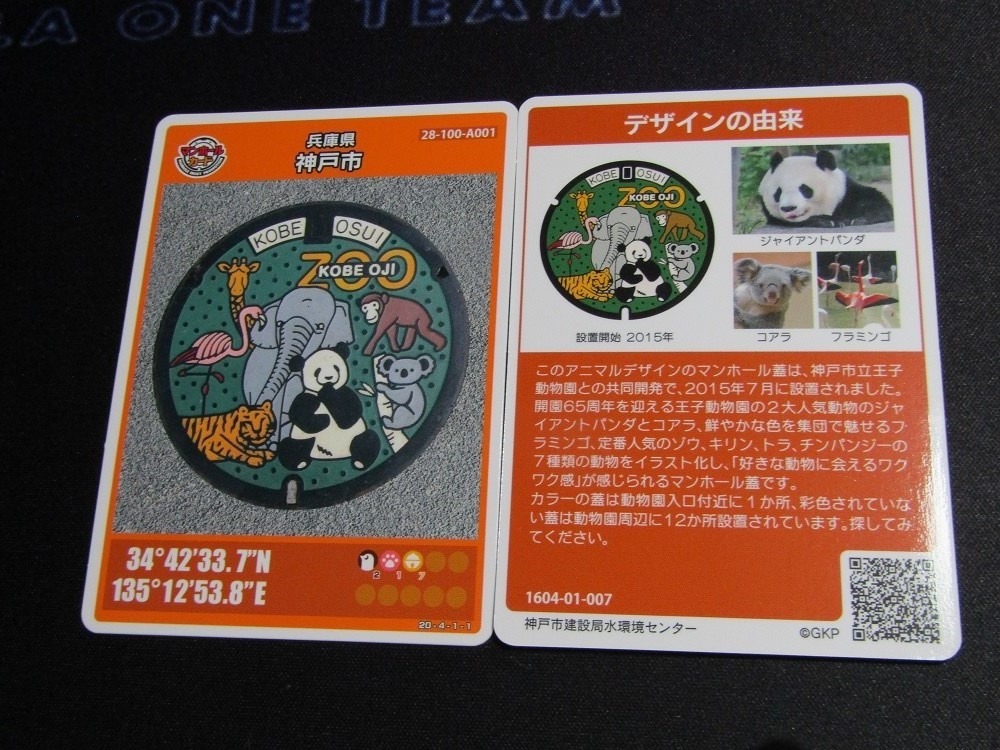 A ONE TEAM
マンホール
カード
兵庫県
神戸市
28-100-A001
KOBE OSUI
ZOO
KOBE OJI
34°42'33.7"N
135°12'53.8"E
2 1 7
20-4-1-1
デザインの由来
KOBE OSUI
ZOO
KOBE OJI
設置開始 2015年
ジャイアントパンダ
コアラ
フラミンゴ
このアニマルデザインのマンホール蓋は、神戸市立王子
動物園との共同開発で、2015年7月に設置されました。
開園65周年を迎える王子動物園の2大人気動物のジャ
イアントパンダとコアラ、鮮やかな色を集団で魅せるフ
ラミンゴ、定番人気のゾウ、キリン、トラ、チンパンジーの
7種類の動物をイラスト化し、「好きな動物に会えるワク
ワク感」が感じられるマンホール蓋です。
カラーの蓋は動物園入口付近に1か所、彩色されていな
い蓋は動物園周辺に12か所設置されています。探してみ
てください。
1604-01-007
神戸市建設局水環境センター
©GKP